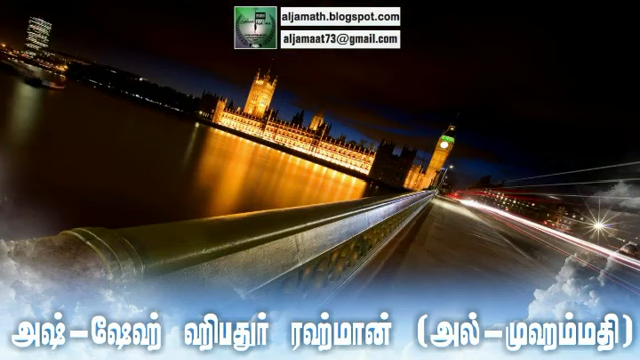 aljamath.blogspot.com
aljamaat73@gmail.com
அஷ்-ஷேஹ் ஹிபதுர் ரஹ்மான் (அல்-முஹம்மதி)